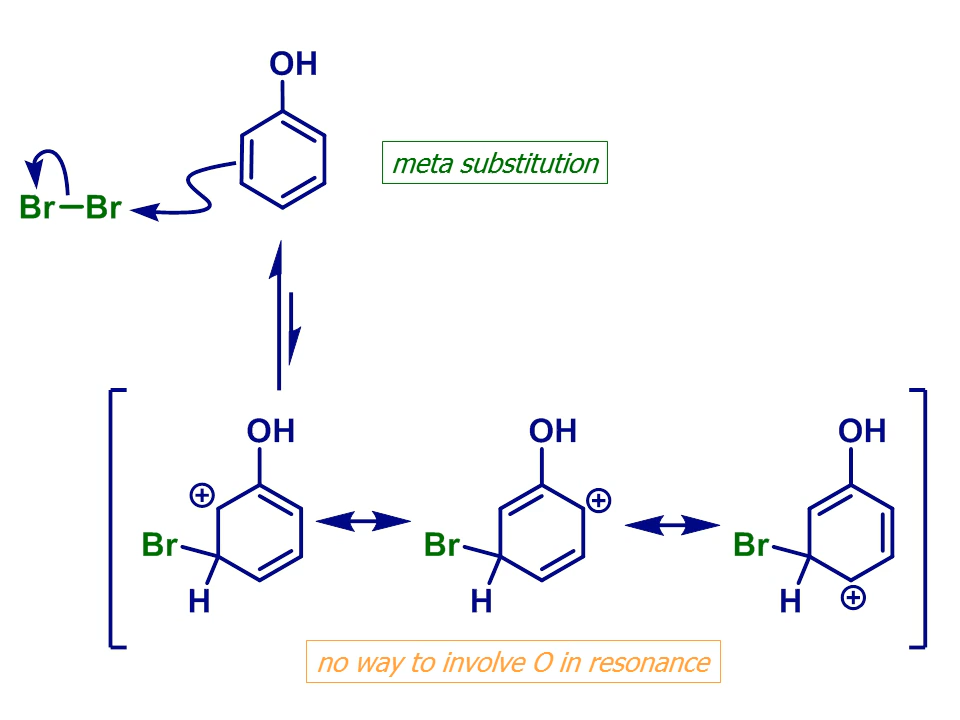 OH
meta substitution
Br Br
OH OH OH
⊕ ⊕
Br Br Br
H H H ⊕
no way to involve O in resonance